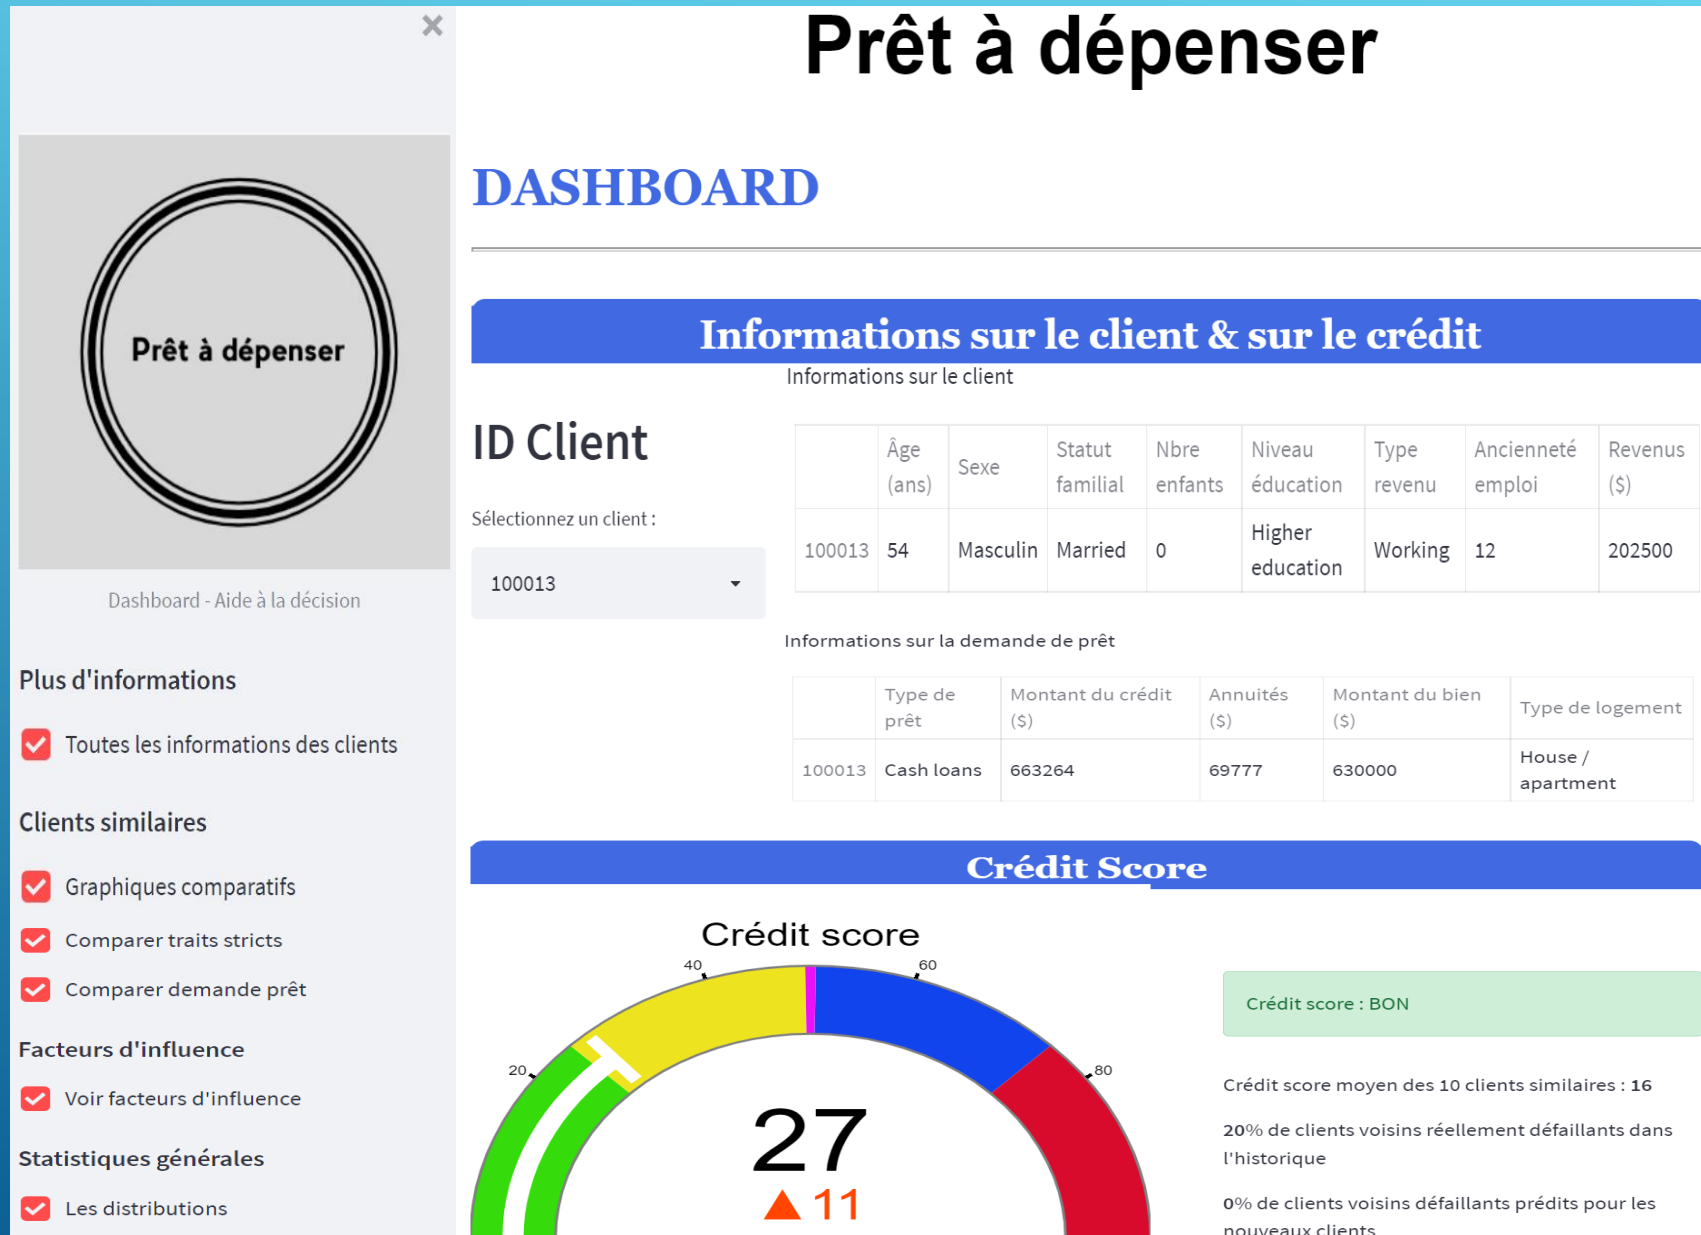 Prêt à dépenser
Prêt à dépenser
Dashboard - Aide à la décision
Plus d'informations
Toutes les informations des clients
Clients similaires
Graphiques comparatifs
Comparer traits stricts
Comparer demande prêt
Facteurs d'influence
Voir facteurs d'influence
Statistiques générales
Les distributions
DASHBOARD
Informations sur le client & sur le crédit
ID Client
Sélectionnez un client :
100013
Informations sur le client
Âge (ans) Sexe Statut familial Nbre enfants Niveau éducation Type revenu Ancienneté emploi Revenus ($)
100013 54 Masculin Married 0 Higher education Working 12 202500
Informations sur la demande de prêt
Type de prêt Montant du crédit ($) Annuités ($) Montant du bien ($) Type de logement
100013 Cash loans 663264 69777 630000 House / apartment
Crédit Score
Crédit score
20
40
60
80
27
▲ 11
Crédit score : BON
Crédit score moyen des 10 clients similaires : 16
20% de clients voisins réellement défaillants dans
l'historique
0% de clients voisins défaillants prédits pour les
nouveaux clients